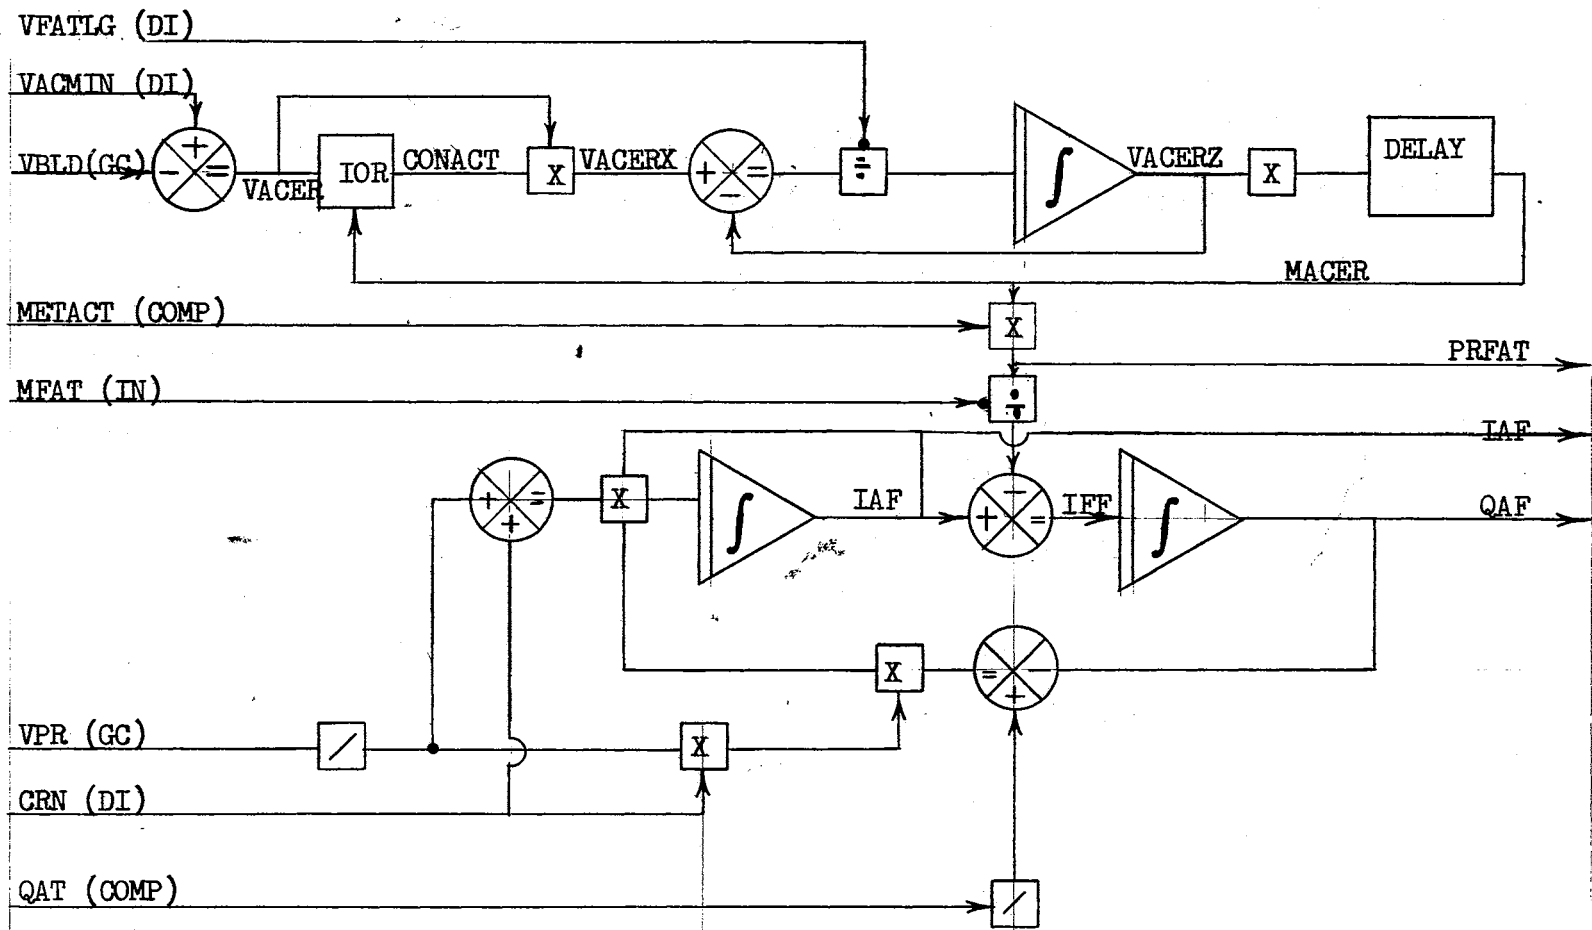 VFATLG (DI)
VACMIN (DI)
VBLD(GC)
+
-
=
VACER
IOR
CONACT
X
VACERX
+
=
-
÷
∫
VACERZ
X
DELAY
MACER
METACT (COMP)
X
PRFAT
MFAT (IN)
÷
IAF
+
=
+
X
∫
IAF
-
+
=
IFF
∫
QAF
X
=
-
+
VPR (GC)
/
X
CRN (DI)
QAT (COMP)
/